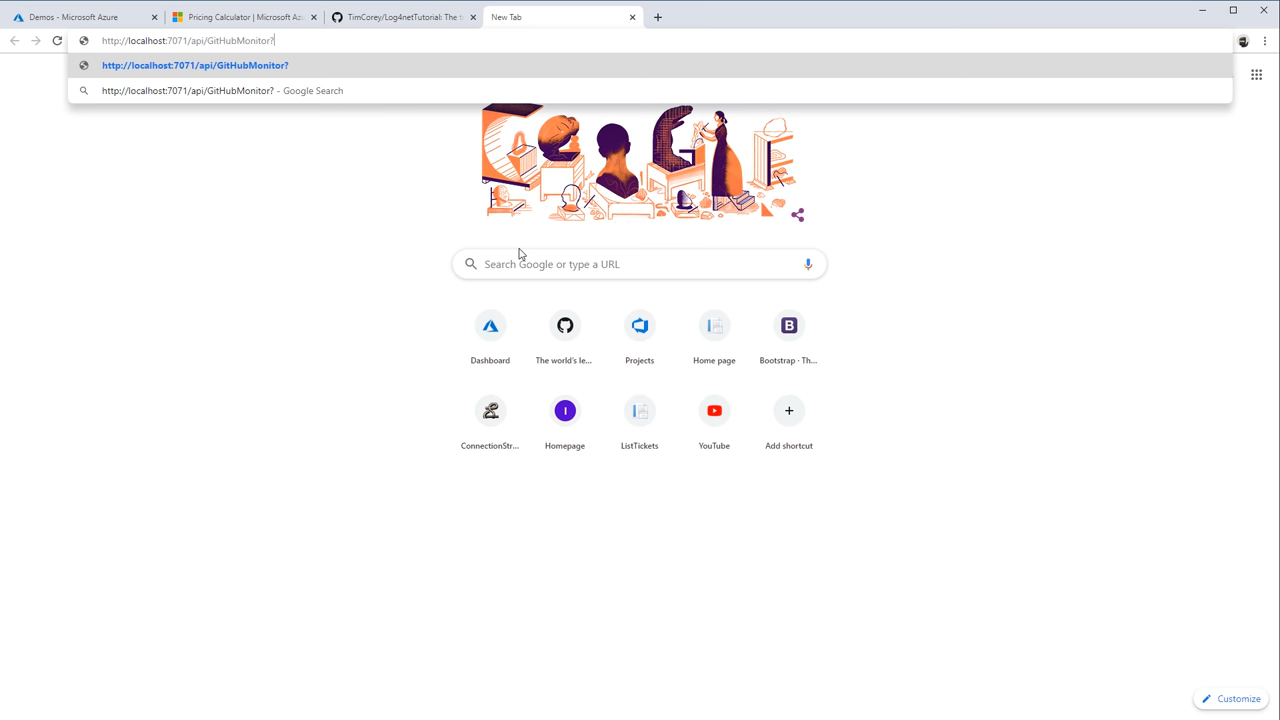 Demos - Microsoft Azure
Pricing Calculator | Microsoft Azu
TimCorey/Log4netTutorial: The t
New Tab
http://localhost:7071/api/GitHubMonitor?
http://localhost:7071/api/GitHubMonitor?
http://localhost:7071/api/GitHubMonitor? - Google Search
Search Google or type a URL
Dashboard
The world's le...
Projects
Home page
Bootstrap · Th...
ConnectionStr...
Homepage
ListTickets
YouTube
Add shortcut
Customize